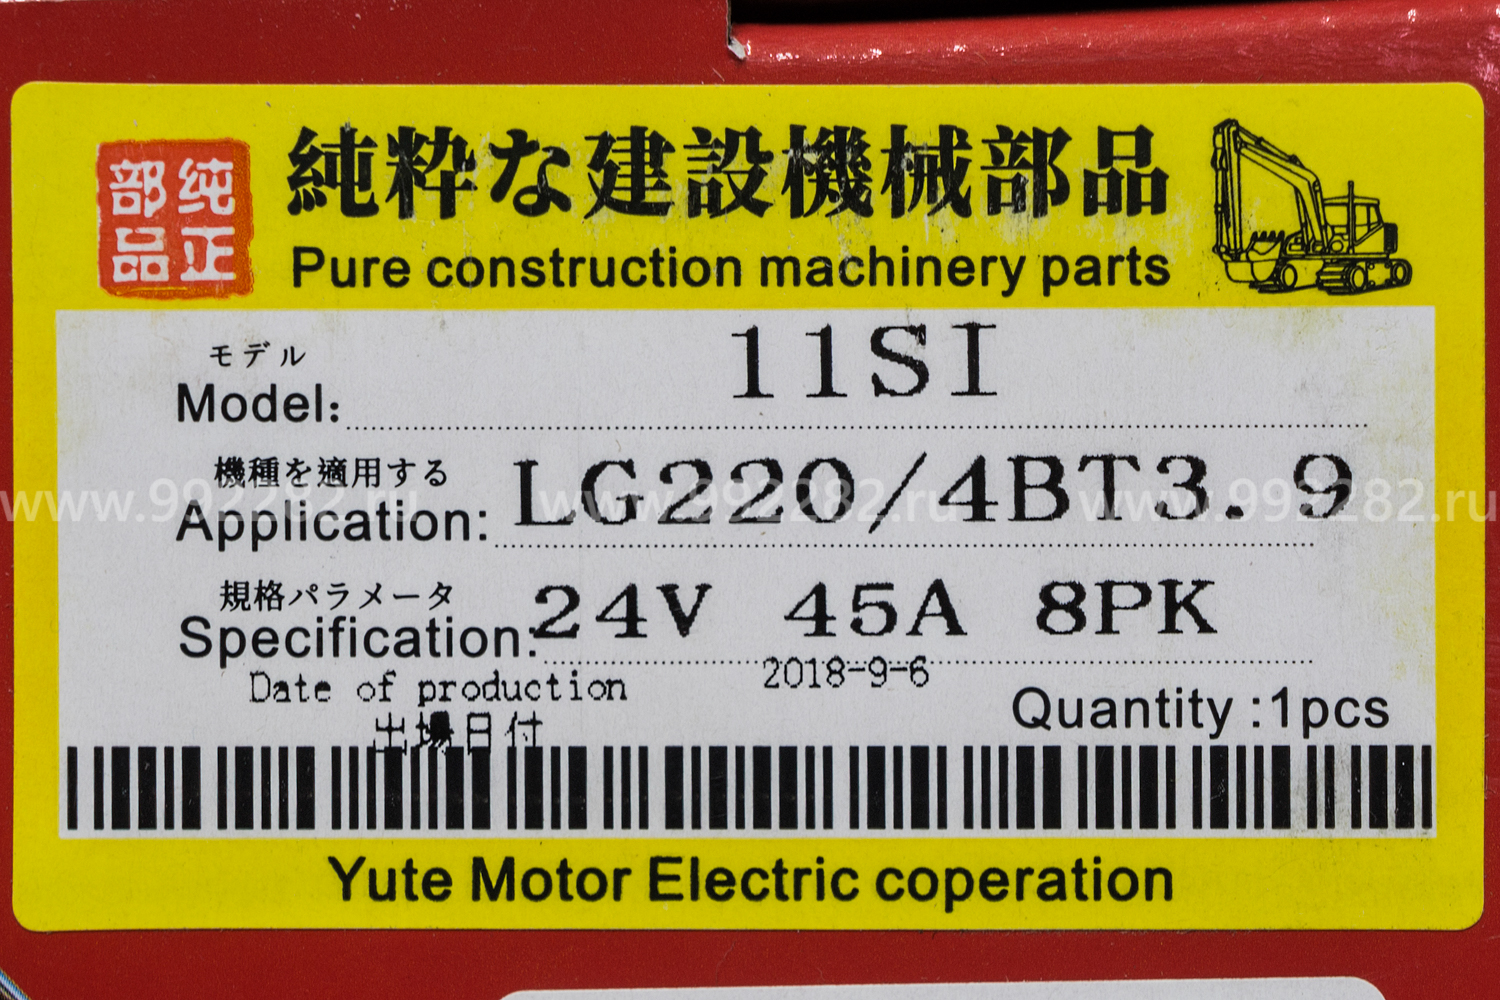 純粋な建設機械部品
纯正
部品
Pure construction machinery parts
モデル
Model: 11SI
機種を適用する
Application: LG220/4BT3.9
規格パラメータ
Specification: 24V 45A 8PK
Date of production 2018-9-6
出場日付
Quantity :1pcs
Yute Motor Electric coperation
www.992282.ru www.992282.ru www.992282.ru